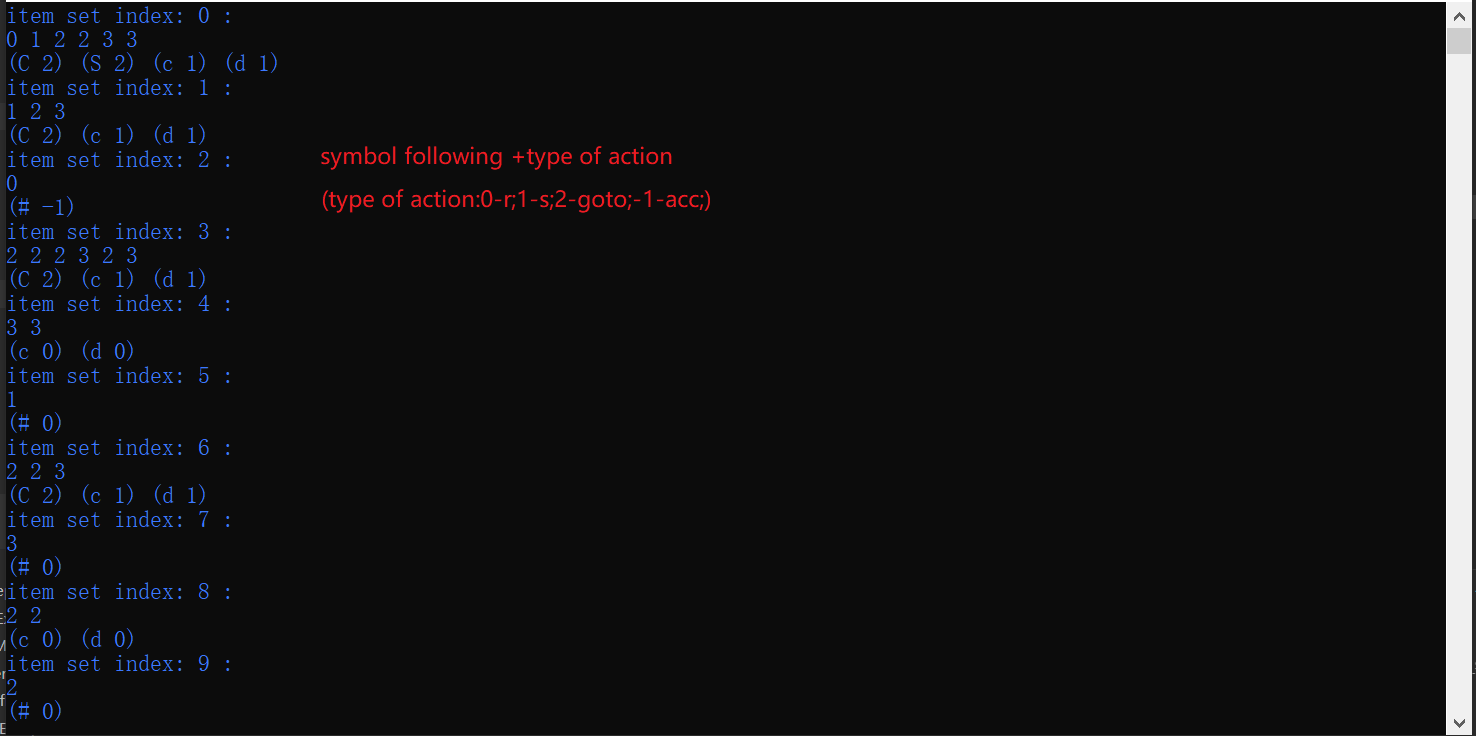 item set index: 0 :
0 1 2 2 3 3
(C 2) (S 2) (c 1) (d 1)
item set index: 1 :
1 2 3
(C 2) (c 1) (d 1)
symbol following +type of action
item set index: 2 :
0
(type of action:0-r;1-s;2-goto;-1-acc;)
(# -1)
item set index: 3 :
2 2 2 3 2 3
(C 2) (c 1) (d 1)
item set index: 4 :
3 3
(c 0) (d 0)
item set index: 5 :
1
(# 0)
item set index: 6 :
2 2 3
(C 2) (c 1) (d 1)
item set index: 7 :
3
(# 0)
item set index: 8 :
2 2
(c 0) (d 0)
item set index: 9 :
2
(# 0)